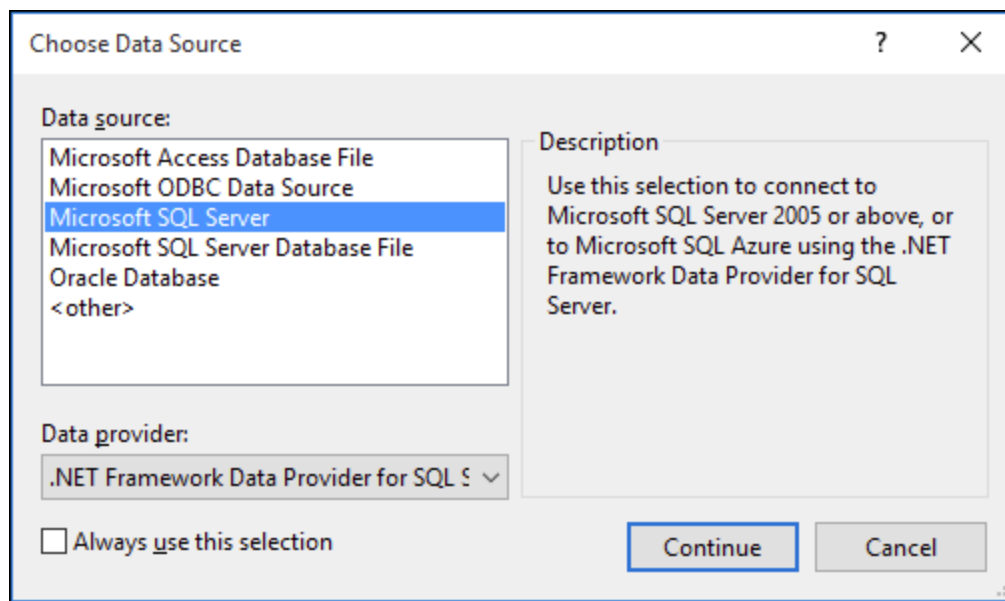 Choose Data Source
?
Data source:
Microsoft Access Database File
Microsoft ODBC Data Source
Microsoft SQL Server
Microsoft SQL Server Database File
Oracle Database
<other>
Description
Use this selection to connect to
Microsoft SQL Server 2005 or above, or
to Microsoft SQL Azure using the .NET
Framework Data Provider for SQL
Server.
Data provider:
.NET Framework Data Provider for SQL S
Always use this selection
Continue
Cancel